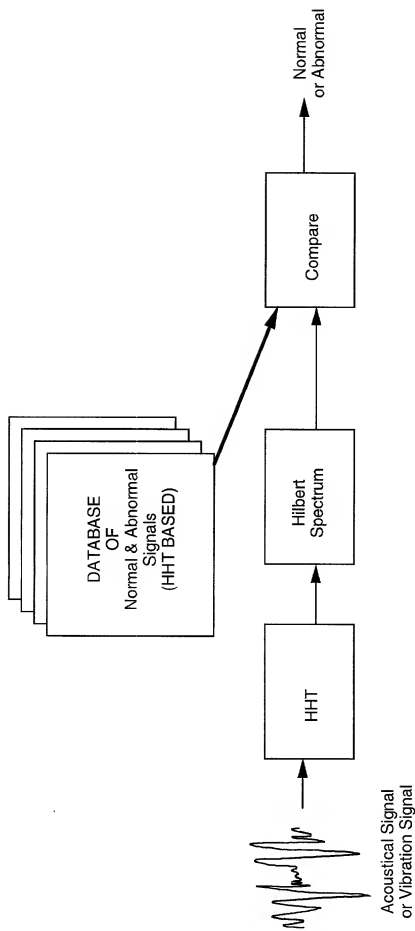 Acoustical Signal
or Vibration Signal
HHT
Hilbert
Spectrum
DATABASE
OF
Normal & Abnormal
Signals
(HHT BASED)
Compare
Normal
or Abnormal